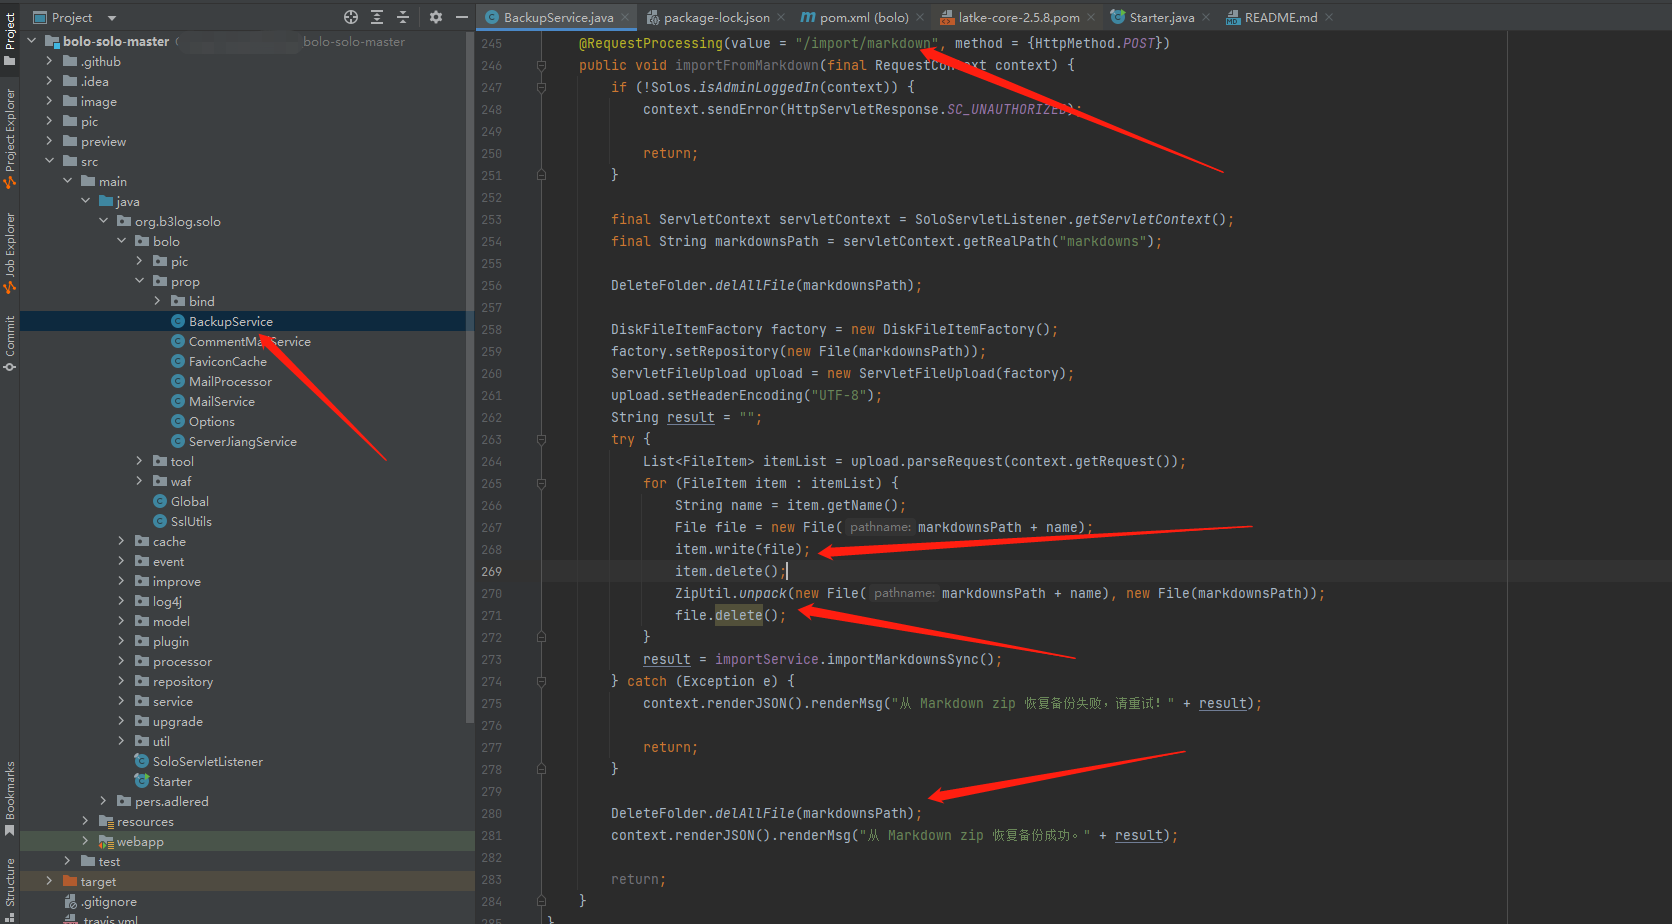 Project
BackupService.java
package-lock.json
pom.xml (bolo)
latke-core-2.5.8.pom
Starter.java
README.md
Project
Project Explorer
Job Explorer
Commit
Bookmarks
Structure
bolo-solo-master bolo-solo-master
.github
.idea
image
pic
preview
src
main
java
org.b3log.solo
bolo
pic
prop
bind
BackupService
CommentMailService
FaviconCache
MailProcessor
MailService
Options
ServerJiangService
tool
waf
Global
SslUtils
cache
event
improve
log4j
model
plugin
processor
repository
service
upgrade
util
SoloServletListener
Starter
pers.adlered
resources
webapp
test
target
.gitignore
.travis.yml
245 @RequestProcessing(value = "/import/markdown", method = {HttpMethod.POST})
246 public void importFromMarkdown(final RequestContext context) {
247 if (!Solos.isAdminLoggedIn(context)) {
248 context.sendError(HttpServletResponse.SC_UNAUTHORIZED);
249
250 return;
251 }
252
253 final ServletContext servletContext = SoloServletListener.getServletContext();
254 final String markdownsPath = servletContext.getRealPath("markdowns");
255
256 DeleteFolder.delAllFile(markdownsPath);
257
258 DiskFileItemFactory factory = new DiskFileItemFactory();
259 factory.setRepository(new File(markdownsPath));
260 ServletFileUpload upload = new ServletFileUpload(factory);
261 upload.setHeaderEncoding("UTF-8");
262 String result = "";
263 try {
264 List<FileItem> itemList = upload.parseRequest(context.getRequest());
265 for (FileItem item : itemList) {
266 String name = item.getName();
267 File file = new File( pathname: markdownsPath + name);
268 item.write(file);
269 item.delete();
270 ZipUtil.unpack(new File( pathname: markdownsPath + name), new File(markdownsPath));
271 file.delete();
272 }
273 result = importService.importMarkdownsSync();
274 } catch (Exception e) {
275 context.renderJSON().renderMsg("从 Markdown zip 恢复备份失败，请重试！" + result);
276
277 return;
278 }
279
280 DeleteFolder.delAllFile(markdownsPath);
281 context.renderJSON().renderMsg("从 Markdown zip 恢复备份成功。" + result);
282
283 return;
284 }
285 }